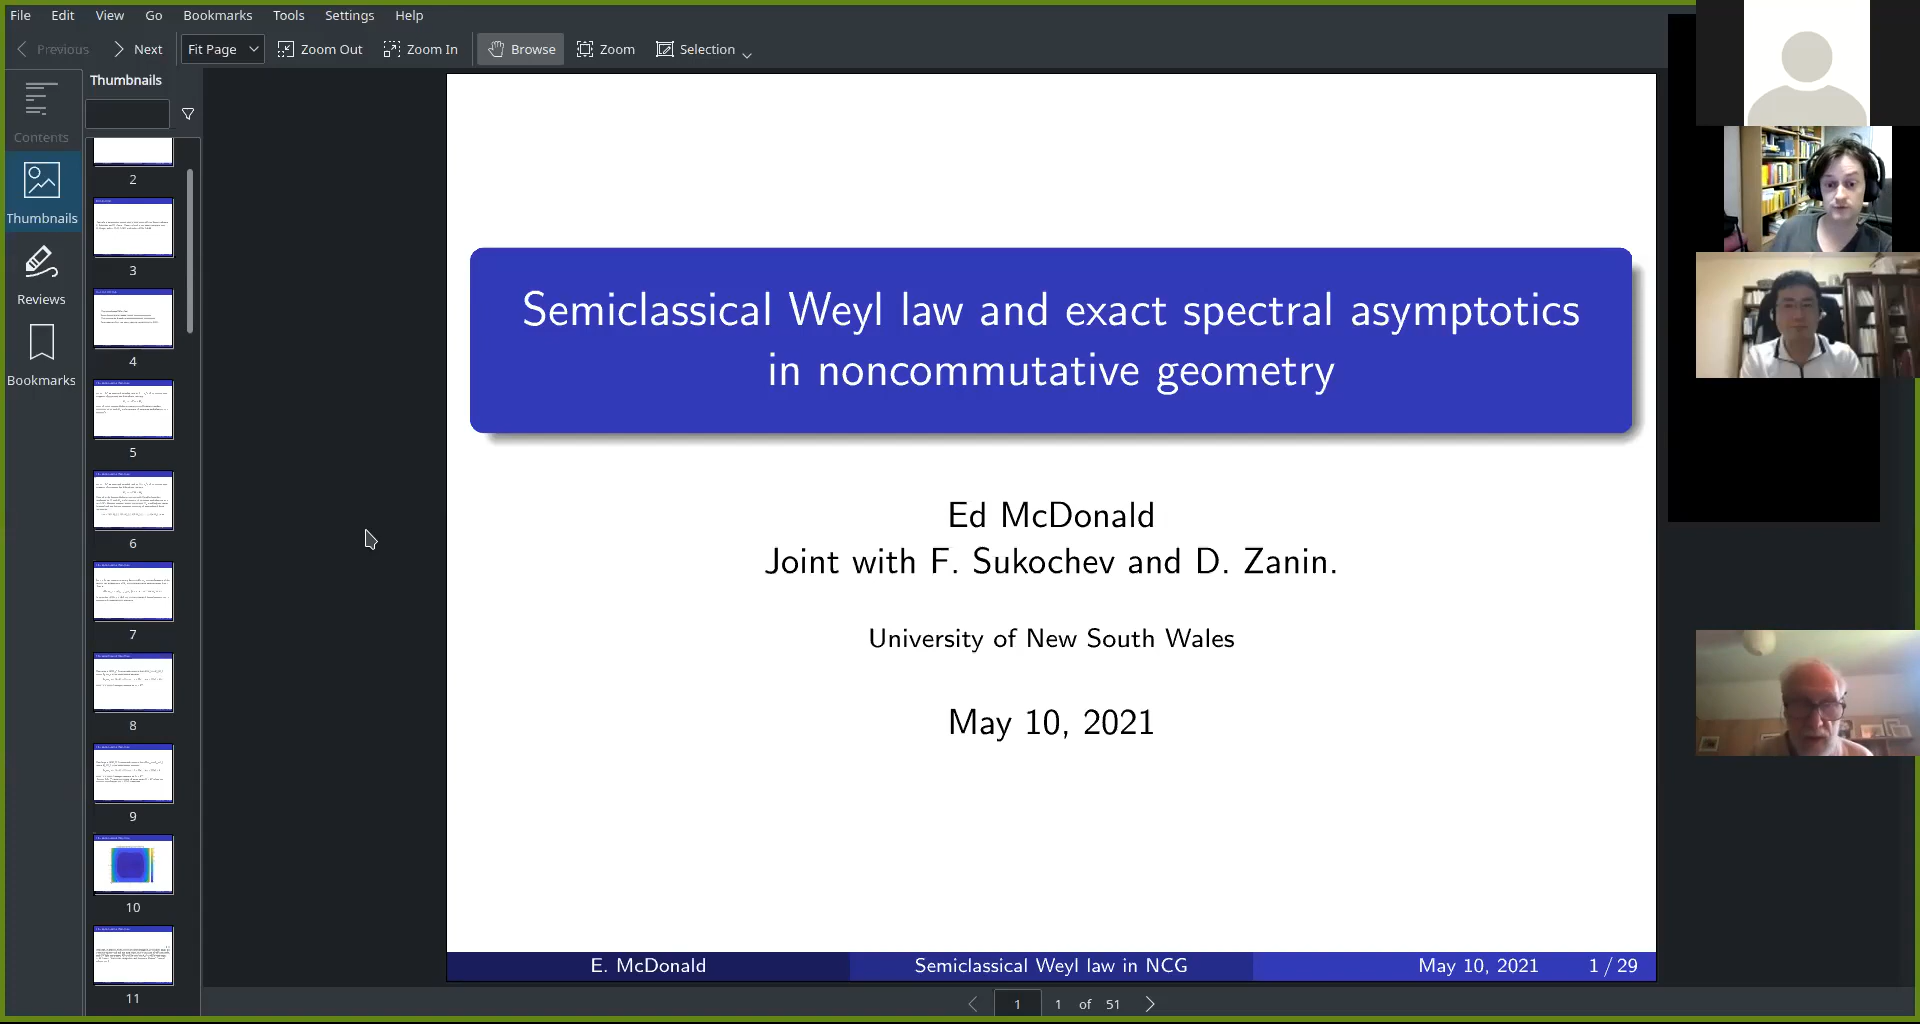 File Edit View Go Bookmarks Tools Settings Help
Previous Next Fit Page Zoom Out Zoom In Browse Zoom Selection
Contents
Thumbnails
Reviews
Bookmarks
Thumbnails
2
3
4
5
6
7
8
9
10
11
Semiclassical Weyl law and exact spectral asymptotics
in noncommutative geometry
Ed McDonald
Joint with F. Sukochev and D. Zanin.
University of New South Wales
May 10, 2021
E. McDonald Semiclassical Weyl law in NCG May 10, 2021 1 / 29
1 1 of 51